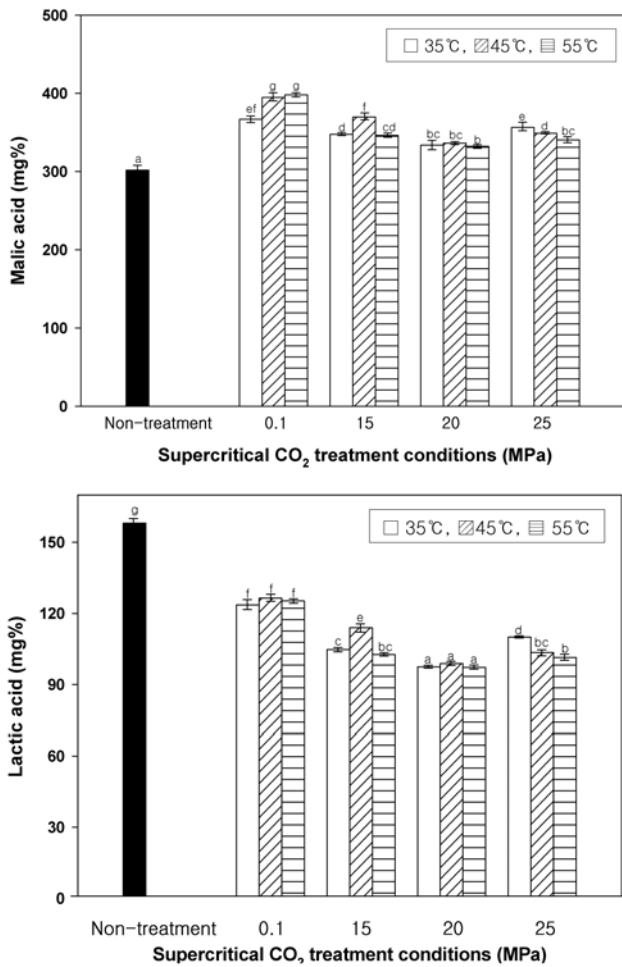 500
35℃, 45℃, 55℃
400
300
200
100
0
Malic acid (mg%)
a
ef g g
d f cd
bc bc b
e d bc
Non-treatment 0.1 15 20 25
Supercritical CO₂ treatment conditions (MPa)
150
120
90
60
30
0
Lactic acid (mg%)
35℃, 45℃, 55℃
g
f f f
c e bc
a a a
d bc b
Non-treatment 0.1 15 20 25
Supercritical CO₂ treatment conditions (MPa)